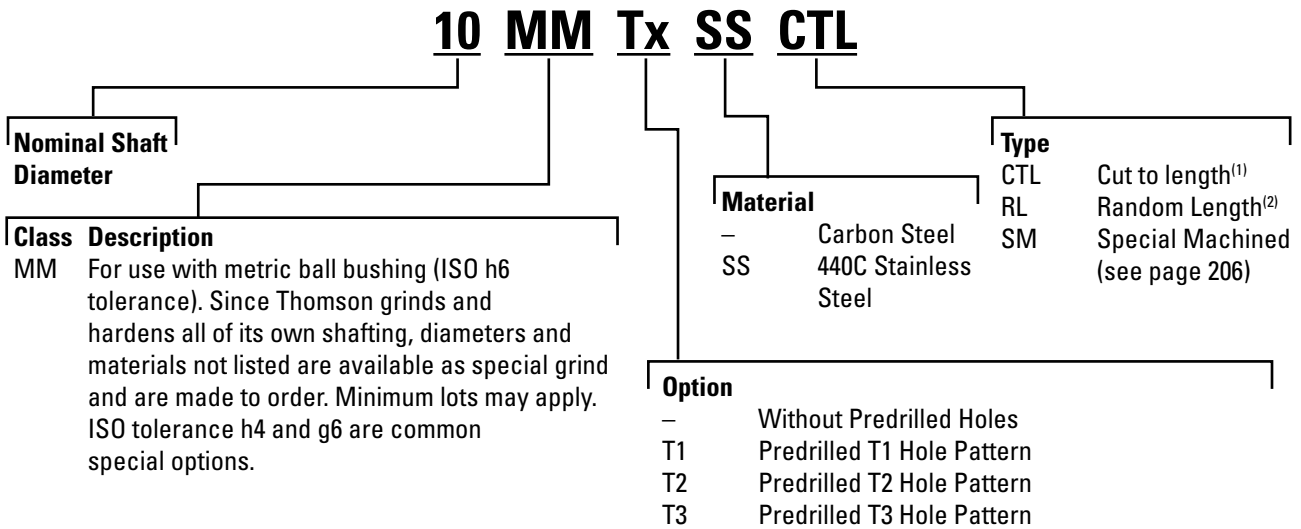 10 MM Tx SS CTL
Nominal Shaft
Diameter
Class Description
MM For use with metric ball bushing (ISO h6
tolerance). Since Thomson grinds and
hardens all of its own shafting, diameters and
materials not listed are available as special grind
and are made to order. Minimum lots may apply.
ISO tolerance h4 and g6 are common
special options.
Material
– Carbon Steel
SS 440C Stainless
Steel
Type
CTL Cut to length(1)
RL Random Length(2)
SM Special Machined
(see page 206)
Option
– Without Predrilled Holes
T1 Predrilled T1 Hole Pattern
T2 Predrilled T2 Hole Pattern
T3 Predrilled T3 Hole Pattern